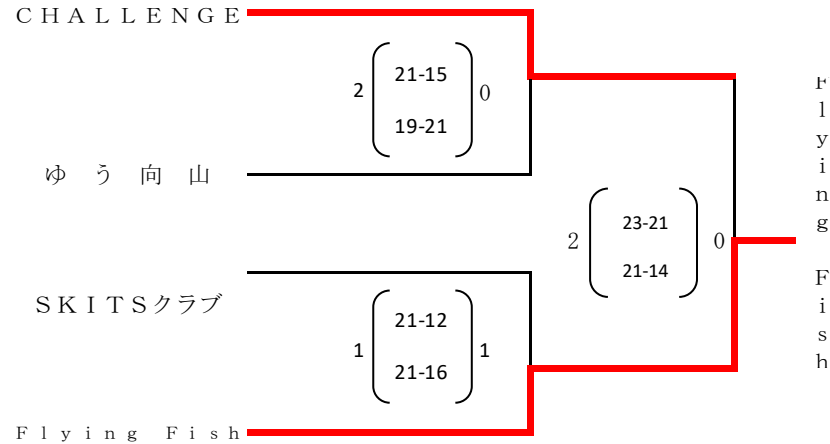 ＣＨＡＬＬＥＮＧＥ
2 21-15 0
19-21
ゆう向山
2 23-21 0
21-14
ＳＫＩＴＳクラブ
1 21-12 1
21-16
Ｆｌｙｉｎｇ　Ｆｉｓｈ
Ｆｌｙｉｎｇ　Ｆｉｓｈ